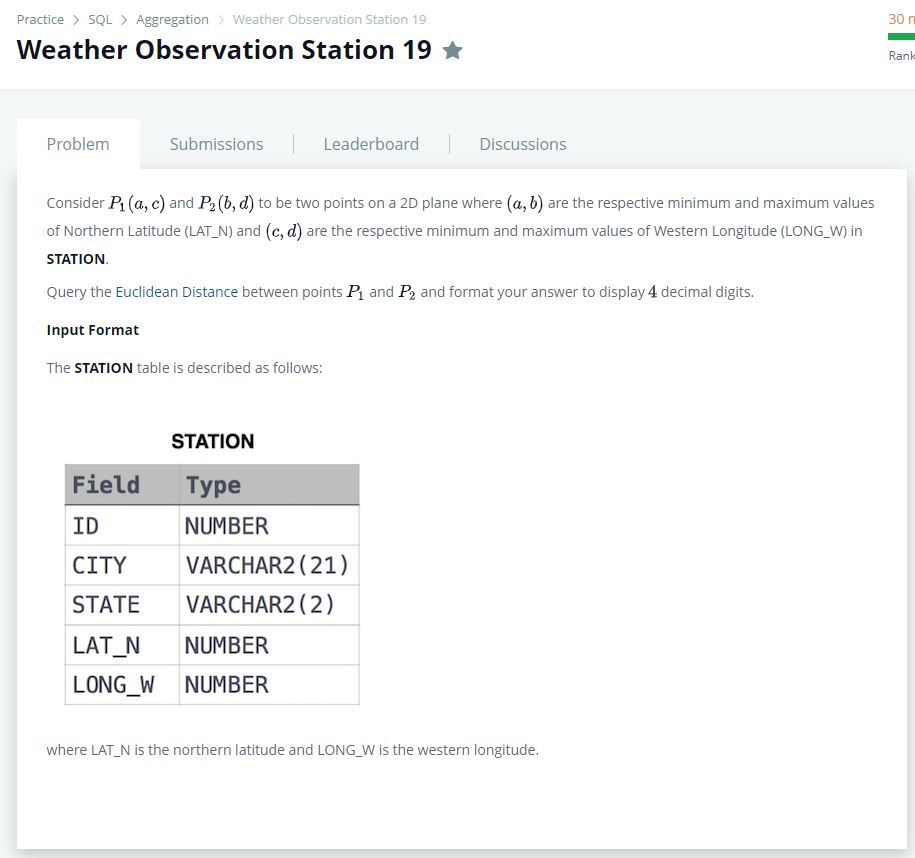 Practice > SQL > Aggregation > Weather Observation Station 19
30 m
Weather Observation Station 19
Rank
Problem
Submissions
Leaderboard
Discussions
Consider P₁(a, c) and P₂(b, d) to be two points on a 2D plane where (a, b) are the respective minimum and maximum values
of Northern Latitude (LAT_N) and (c, d) are the respective minimum and maximum values of Western Longitude (LONG_W) in
STATION.
Query the Euclidean Distance between points P₁ and P₂ and format your answer to display 4 decimal digits.
Input Format
The STATION table is described as follows:
STATION
Field Type
ID NUMBER
CITY VARCHAR2(21)
STATE VARCHAR2(2)
LAT_N NUMBER
LONG_W NUMBER
where LAT_N is the northern latitude and LONG_W is the western longitude.